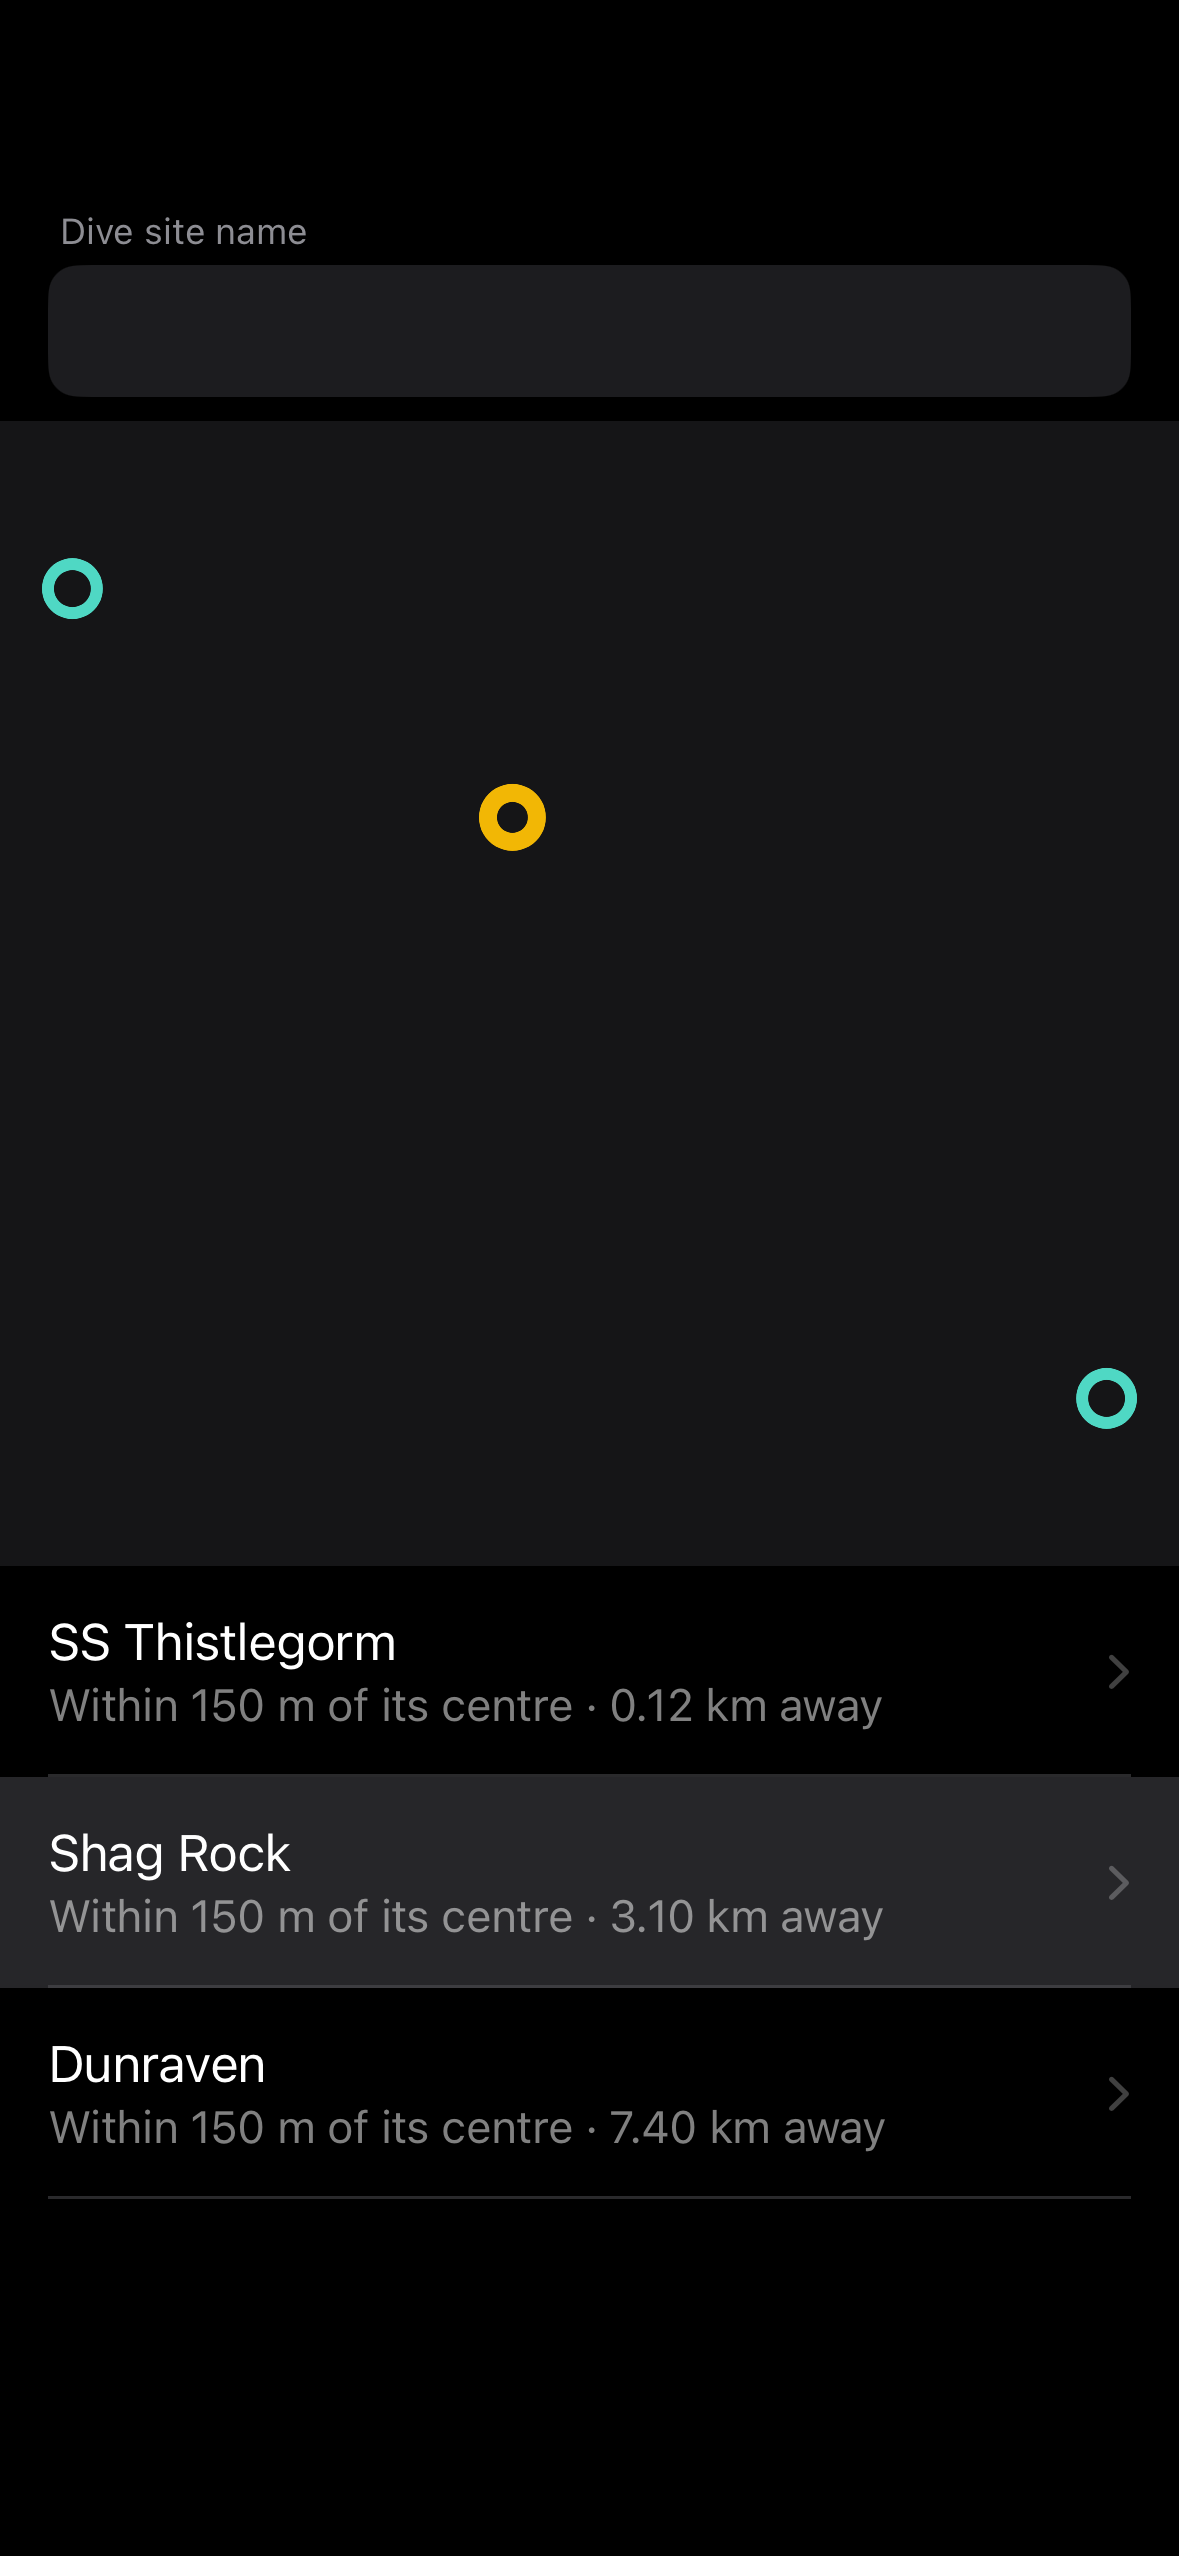 Dive site name
SS Thistlegorm
Within 150 m of its centre · 0.12 km away
Shag Rock
Within 150 m of its centre · 3.10 km away
Dunraven
Within 150 m of its centre · 7.40 km away